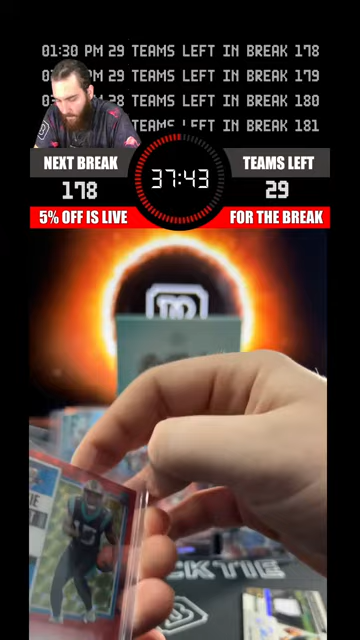 01:30 PM 29 TEAMS LEFT IN BREAK 178
PM 29 TEAMS LEFT IN BREAK 179
28 TEAMS LEFT IN BREAK 180
TEAMS LEFT IN BREAK 181
NEXT BREAK
178
37:43
TEAMS LEFT
29
5% OFF IS LIVE
FOR THE BREAK
CKTIE